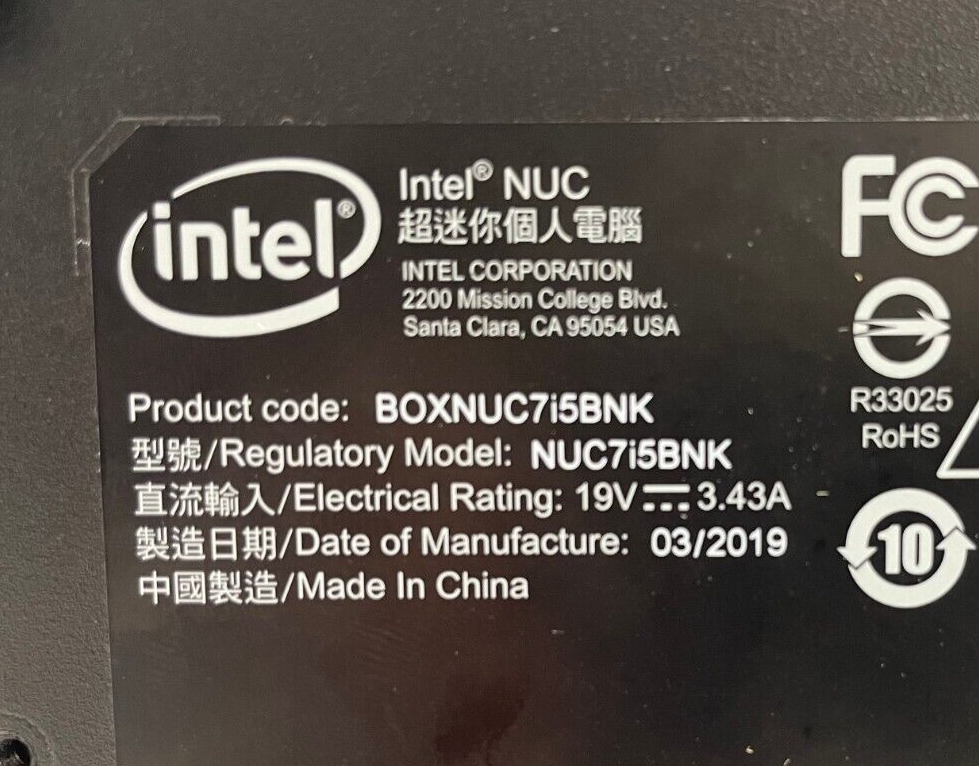 intel®
Intel® NUC
超迷你個人電腦
INTEL CORPORATION
2200 Mission College Blvd.
Santa Clara, CA 95054 USA
Product code: BOXNUC7i5BNK
型號/Regulatory Model: NUC7i5BNK
直流輸入/Electrical Rating: 19V⎓3.43A
製造日期/Date of Manufacture: 03/2019
中國製造/Made In China
FC
R33025
RoHS
10